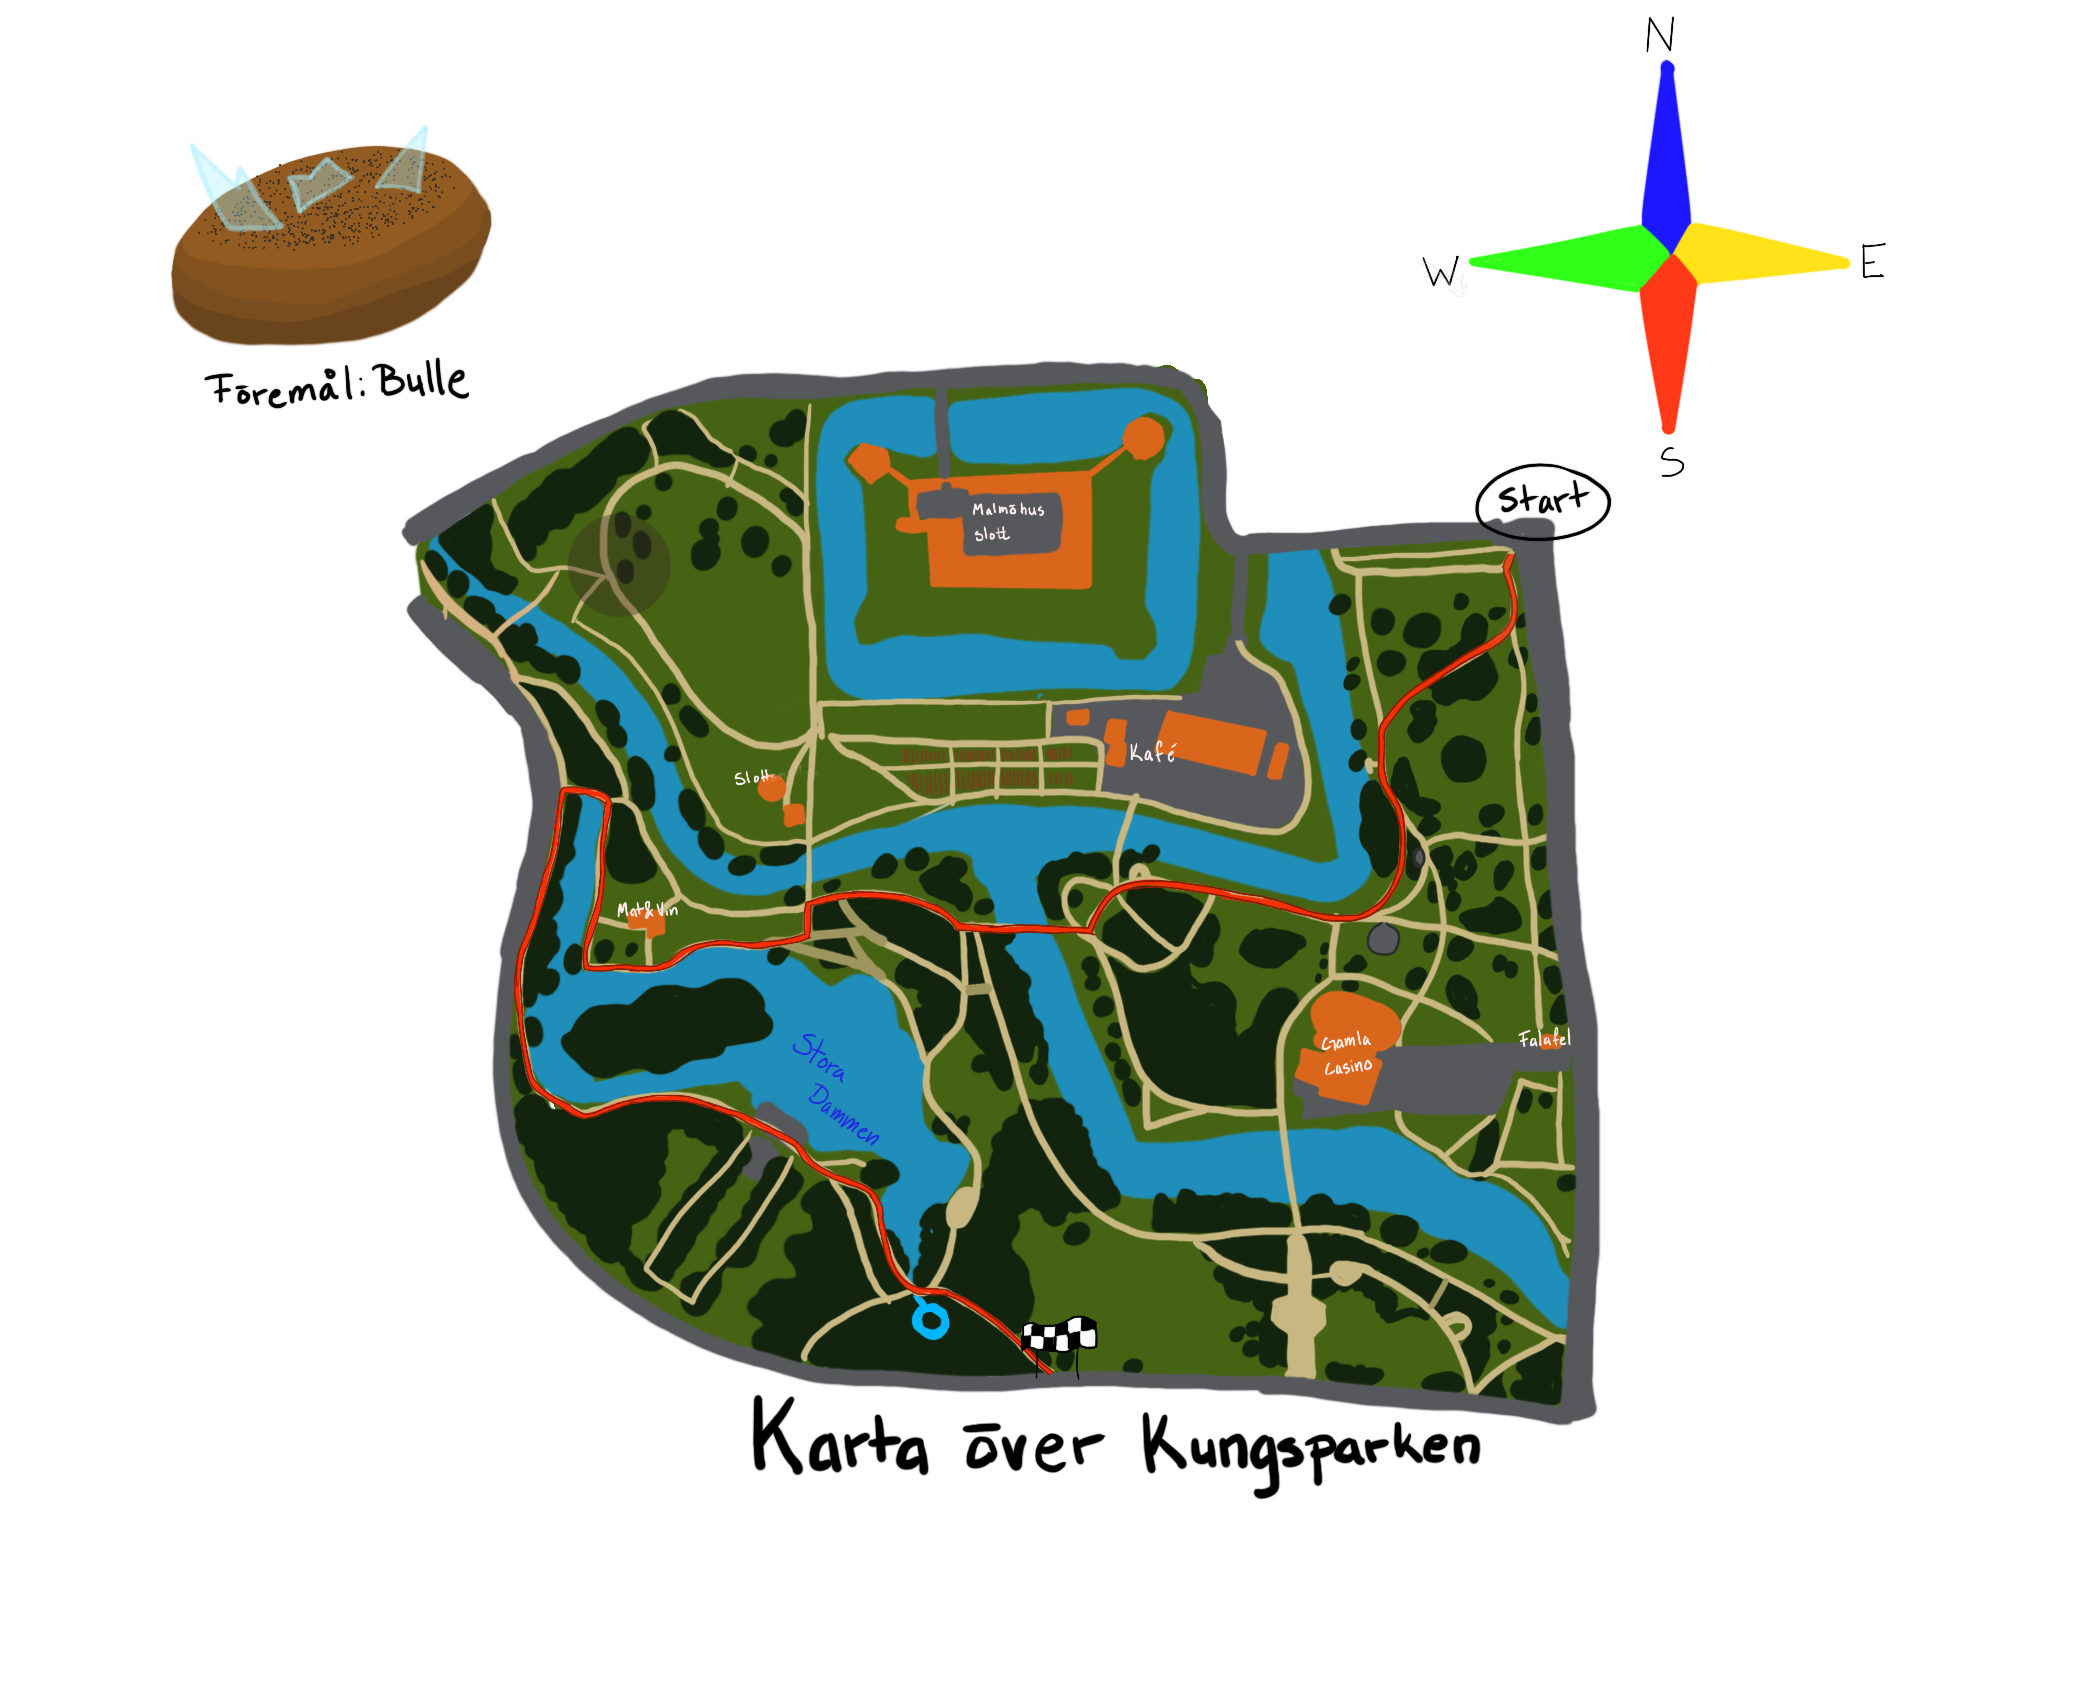 N
W
E
S
Föremål: Bulle
Start
Malmöhus
slott
Kafé
Slott
Mat&Vin
Stora
Dammen
Gamla
Casino
Falafel
Karta över Kungsparken